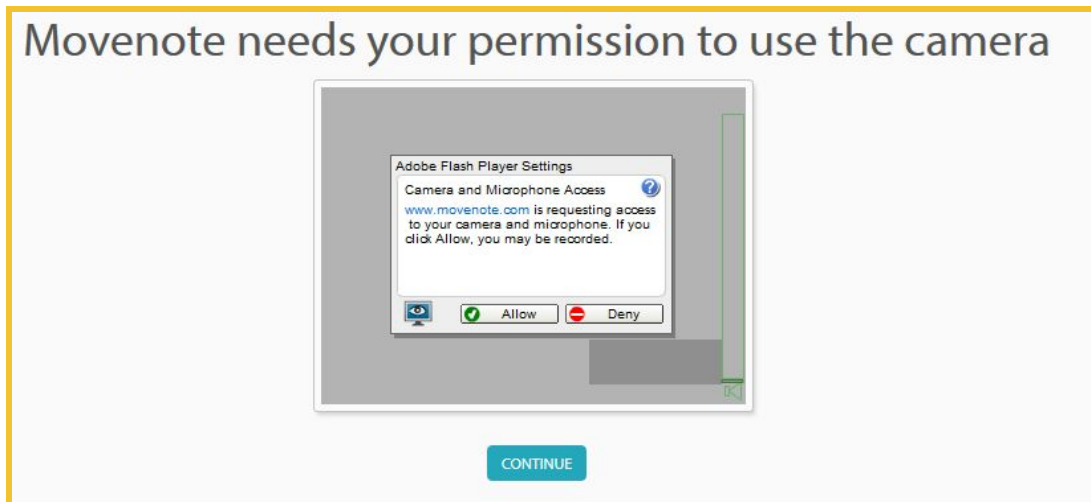 Movenote needs your permission to use the camera
Adobe Flash Player Settings
Camera and Microphone Access
www.movenote.com is requesting access
to your camera and microphone. If you
click Allow, you may be recorded.
Allow
Deny
CONTINUE